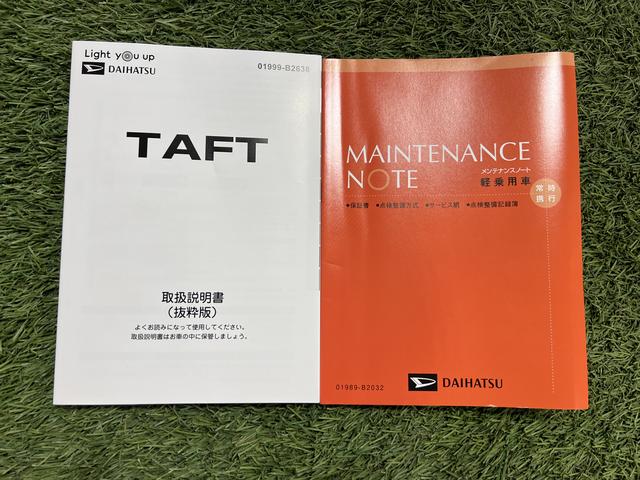 Light you up
DAIHATSU
01999-B2638
TAFT
取扱説明書
(抜粋版)
よくお読みになって使用してください。
取扱説明書はお車の中に保管しましょう。
MAINTENANCE
NOTE
メンテナンスノート
軽乗用車
常時
携行
●保証書 ●点検整備方式 ●サービス網 ●点検整備記録簿
01989-B2032
DAIHATSU